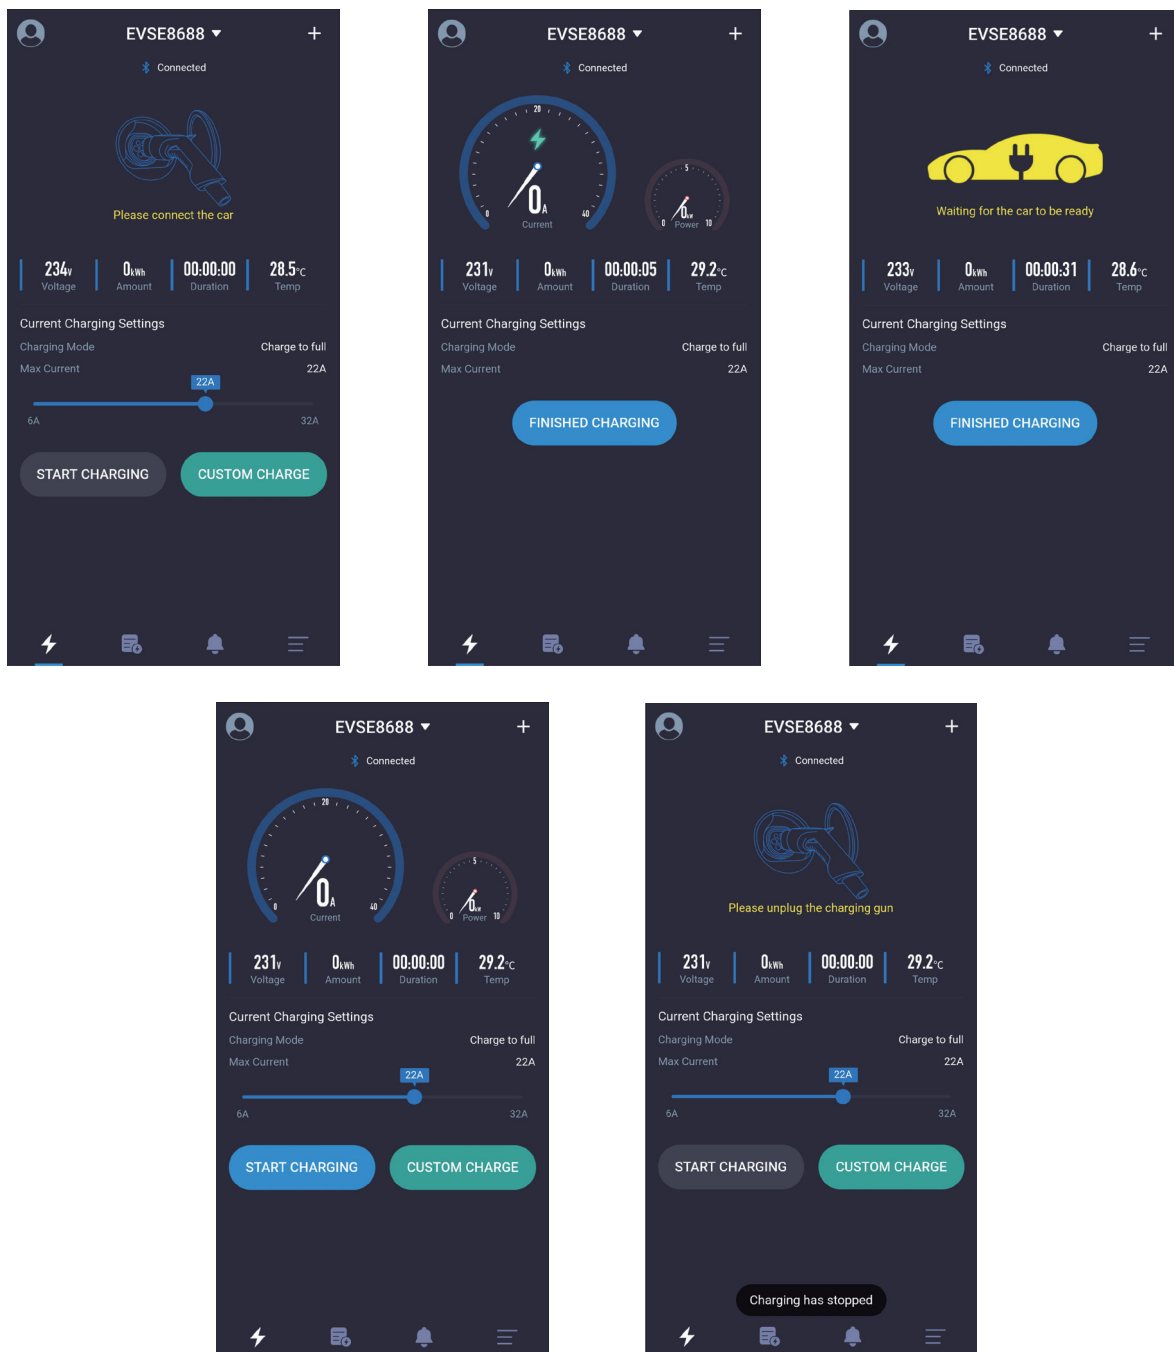 EVSE8688
+
Connected
Please connect the car
234V 0kWh 00:00:00 28.5°C
Voltage Amount Duration Temp
Current Charging Settings
Charging Mode Charge to full
Max Current 22A
22A
6A 32A
START CHARGING CUSTOM CHARGE
EVSE8688
+
Connected
20
0A
0 40
Current
5
0kW
0 10
Power
231V 0kWh 00:00:05 29.2°C
Voltage Amount Duration Temp
Current Charging Settings
Charging Mode Charge to full
Max Current 22A
FINISHED CHARGING
EVSE8688
+
Connected
Waiting for the car to be ready
233V 0kWh 00:00:31 28.6°C
Voltage Amount Duration Temp
Current Charging Settings
Charging Mode Charge to full
Max Current 22A
FINISHED CHARGING
EVSE8688
+
Connected
20
0A
0 40
Current
5
0kW
0 10
Power
231V 0kWh 00:00:00 29.2°C
Voltage Amount Duration Temp
Current Charging Settings
Charging Mode Charge to full
Max Current 22A
22A
6A 32A
START CHARGING CUSTOM CHARGE
EVSE8688
+
Connected
Please unplug the charging gun
231V 0kWh 00:00:00 29.2°C
Voltage Amount Duration Temp
Current Charging Settings
Charging Mode Charge to full
Max Current 22A
22A
6A 32A
START CHARGING CUSTOM CHARGE
Charging has stopped